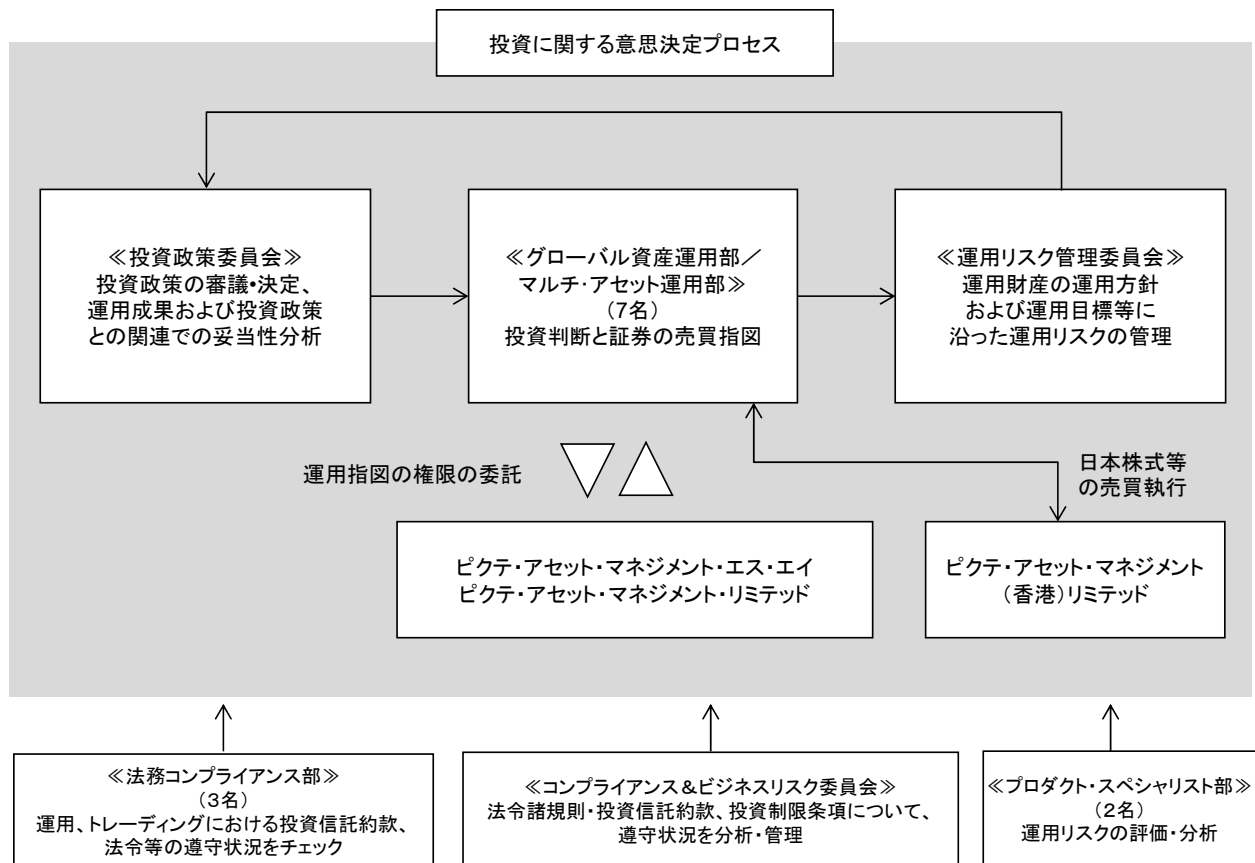 投資に関する意思決定プロセス
≪投資政策委員会≫
投資政策の審議・決定、
運用成果および投資政策
との関連での妥当性分析
≪グローバル資産運用部／
マルチ・アセット運用部≫
（7名）
投資判断と証券の売買指図
≪運用リスク管理委員会≫
運用財産の運用方針
および運用目標等に
沿った運用リスクの管理
運用指図の権限の委託
日本株式等
の売買執行
ピクテ・アセット・マネジメント・エス・エイ
ピクテ・アセット・マネジメント・リミテッド
ピクテ・アセット・マネジメント
（香港）リミテッド
≪法務コンプライアンス部≫
（3名）
運用、トレーディングにおける投資信託約款、
法令等の遵守状況をチェック
≪コンプライアンス＆ビジネスリスク委員会≫
法令諸規則・投資信託約款、投資制限条項について、
遵守状況を分析・管理
≪プロダクト・スペシャリスト部≫
（2名）
運用リスクの評価・分析